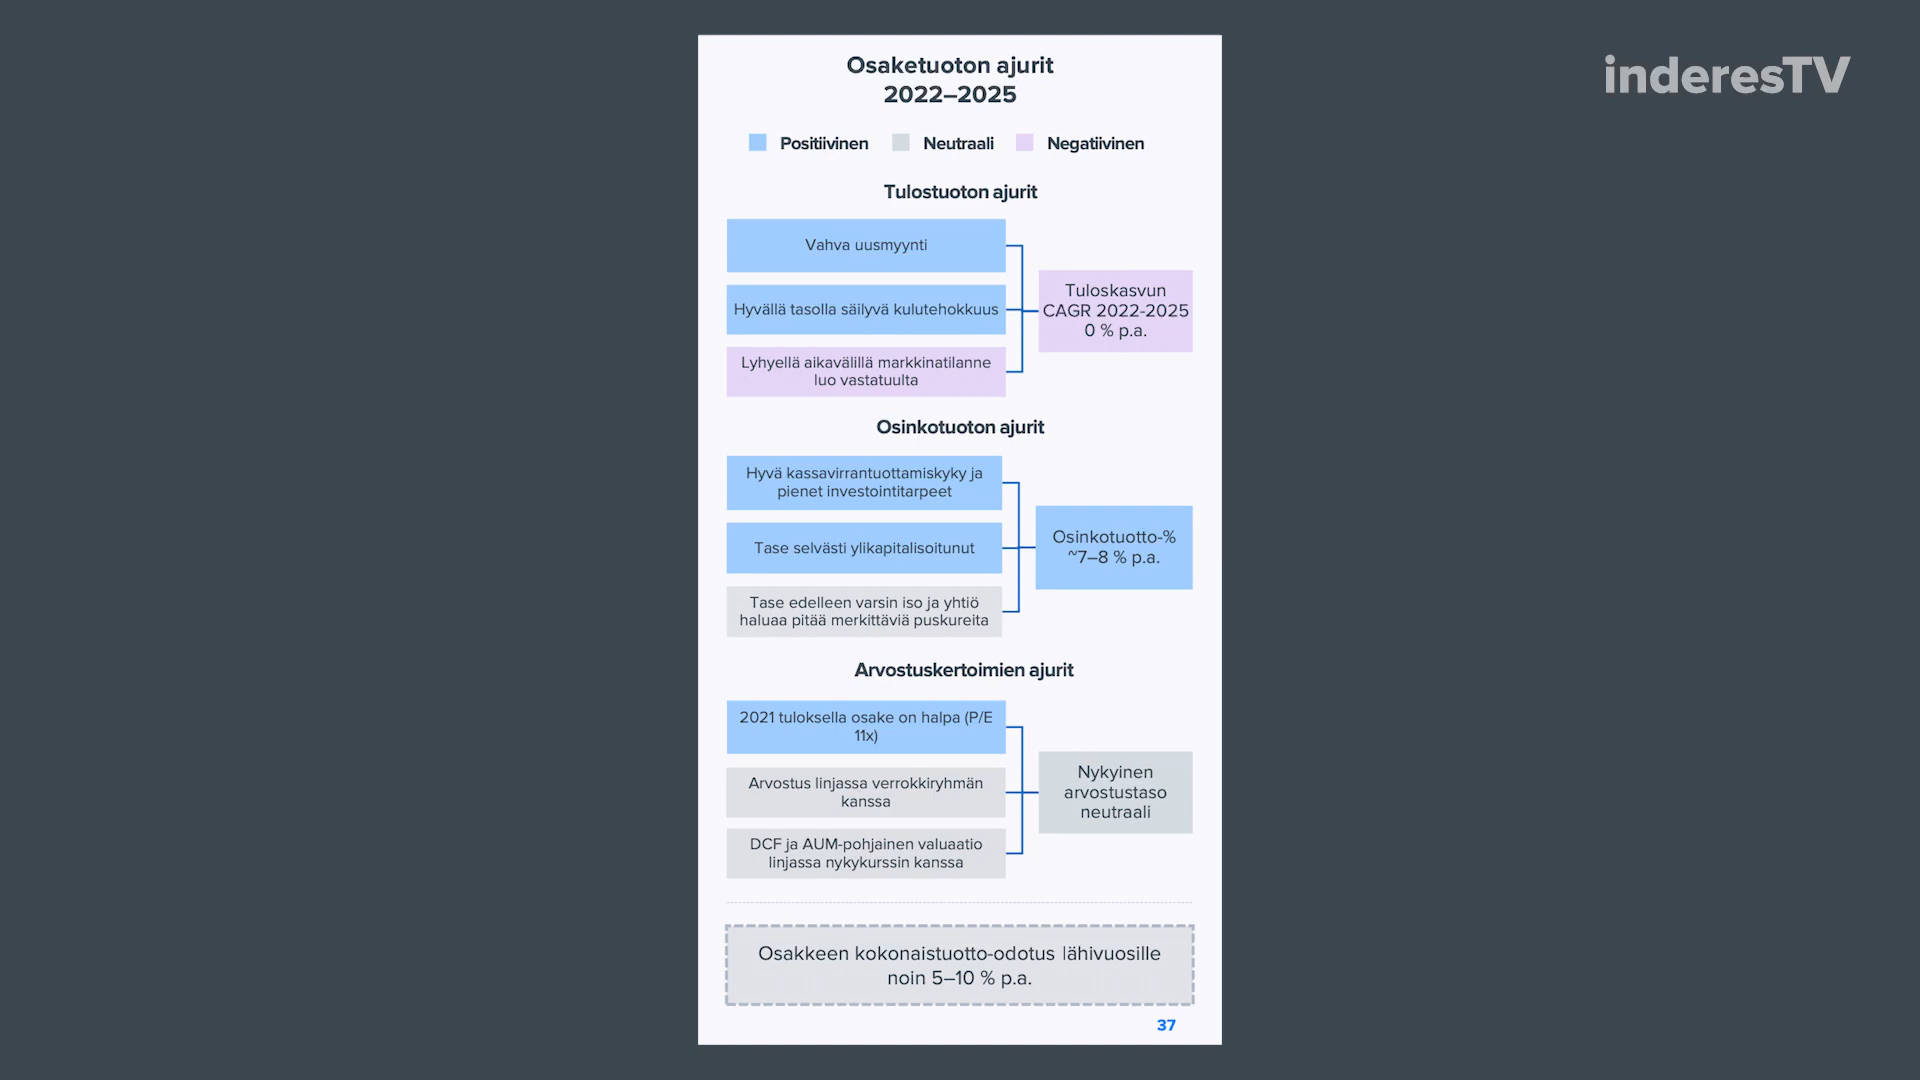 inderesTV
Osaketuoton ajurit
2022–2025
Positiivinen
Neutraali
Negatiivinen
Tulostuoton ajurit
Vahva uusmyynti
Hyvällä tasolla säilyvä kulutehokkuus
Lyhyellä aikavälillä markkinatilanne
luo vastatuulta
Tuloskasvun
CAGR 2022-2025
0 % p.a.
Osinkotuoton ajurit
Hyvä kassavirrantuottamiskyky ja
pienet investointitarpeet
Tase selvästi ylikapitalisoitunut
Tase edelleen varsin iso ja yhtiö
haluaa pitää merkittäviä puskureita
Osinkotuotto-%
~7–8 % p.a.
Arvostuskertoimien ajurit
2021 tuloksella osake on halpa (P/E
11x)
Arvostus linjassa verrokkiryhmän
kanssa
DCF ja AUM-pohjainen valuaatio
linjassa nykykurssin kanssa
Nykyinen
arvostustaso
neutraali
Osakkeen kokonaistuotto-odotus lähivuosille
noin 5–10 % p.a.
37